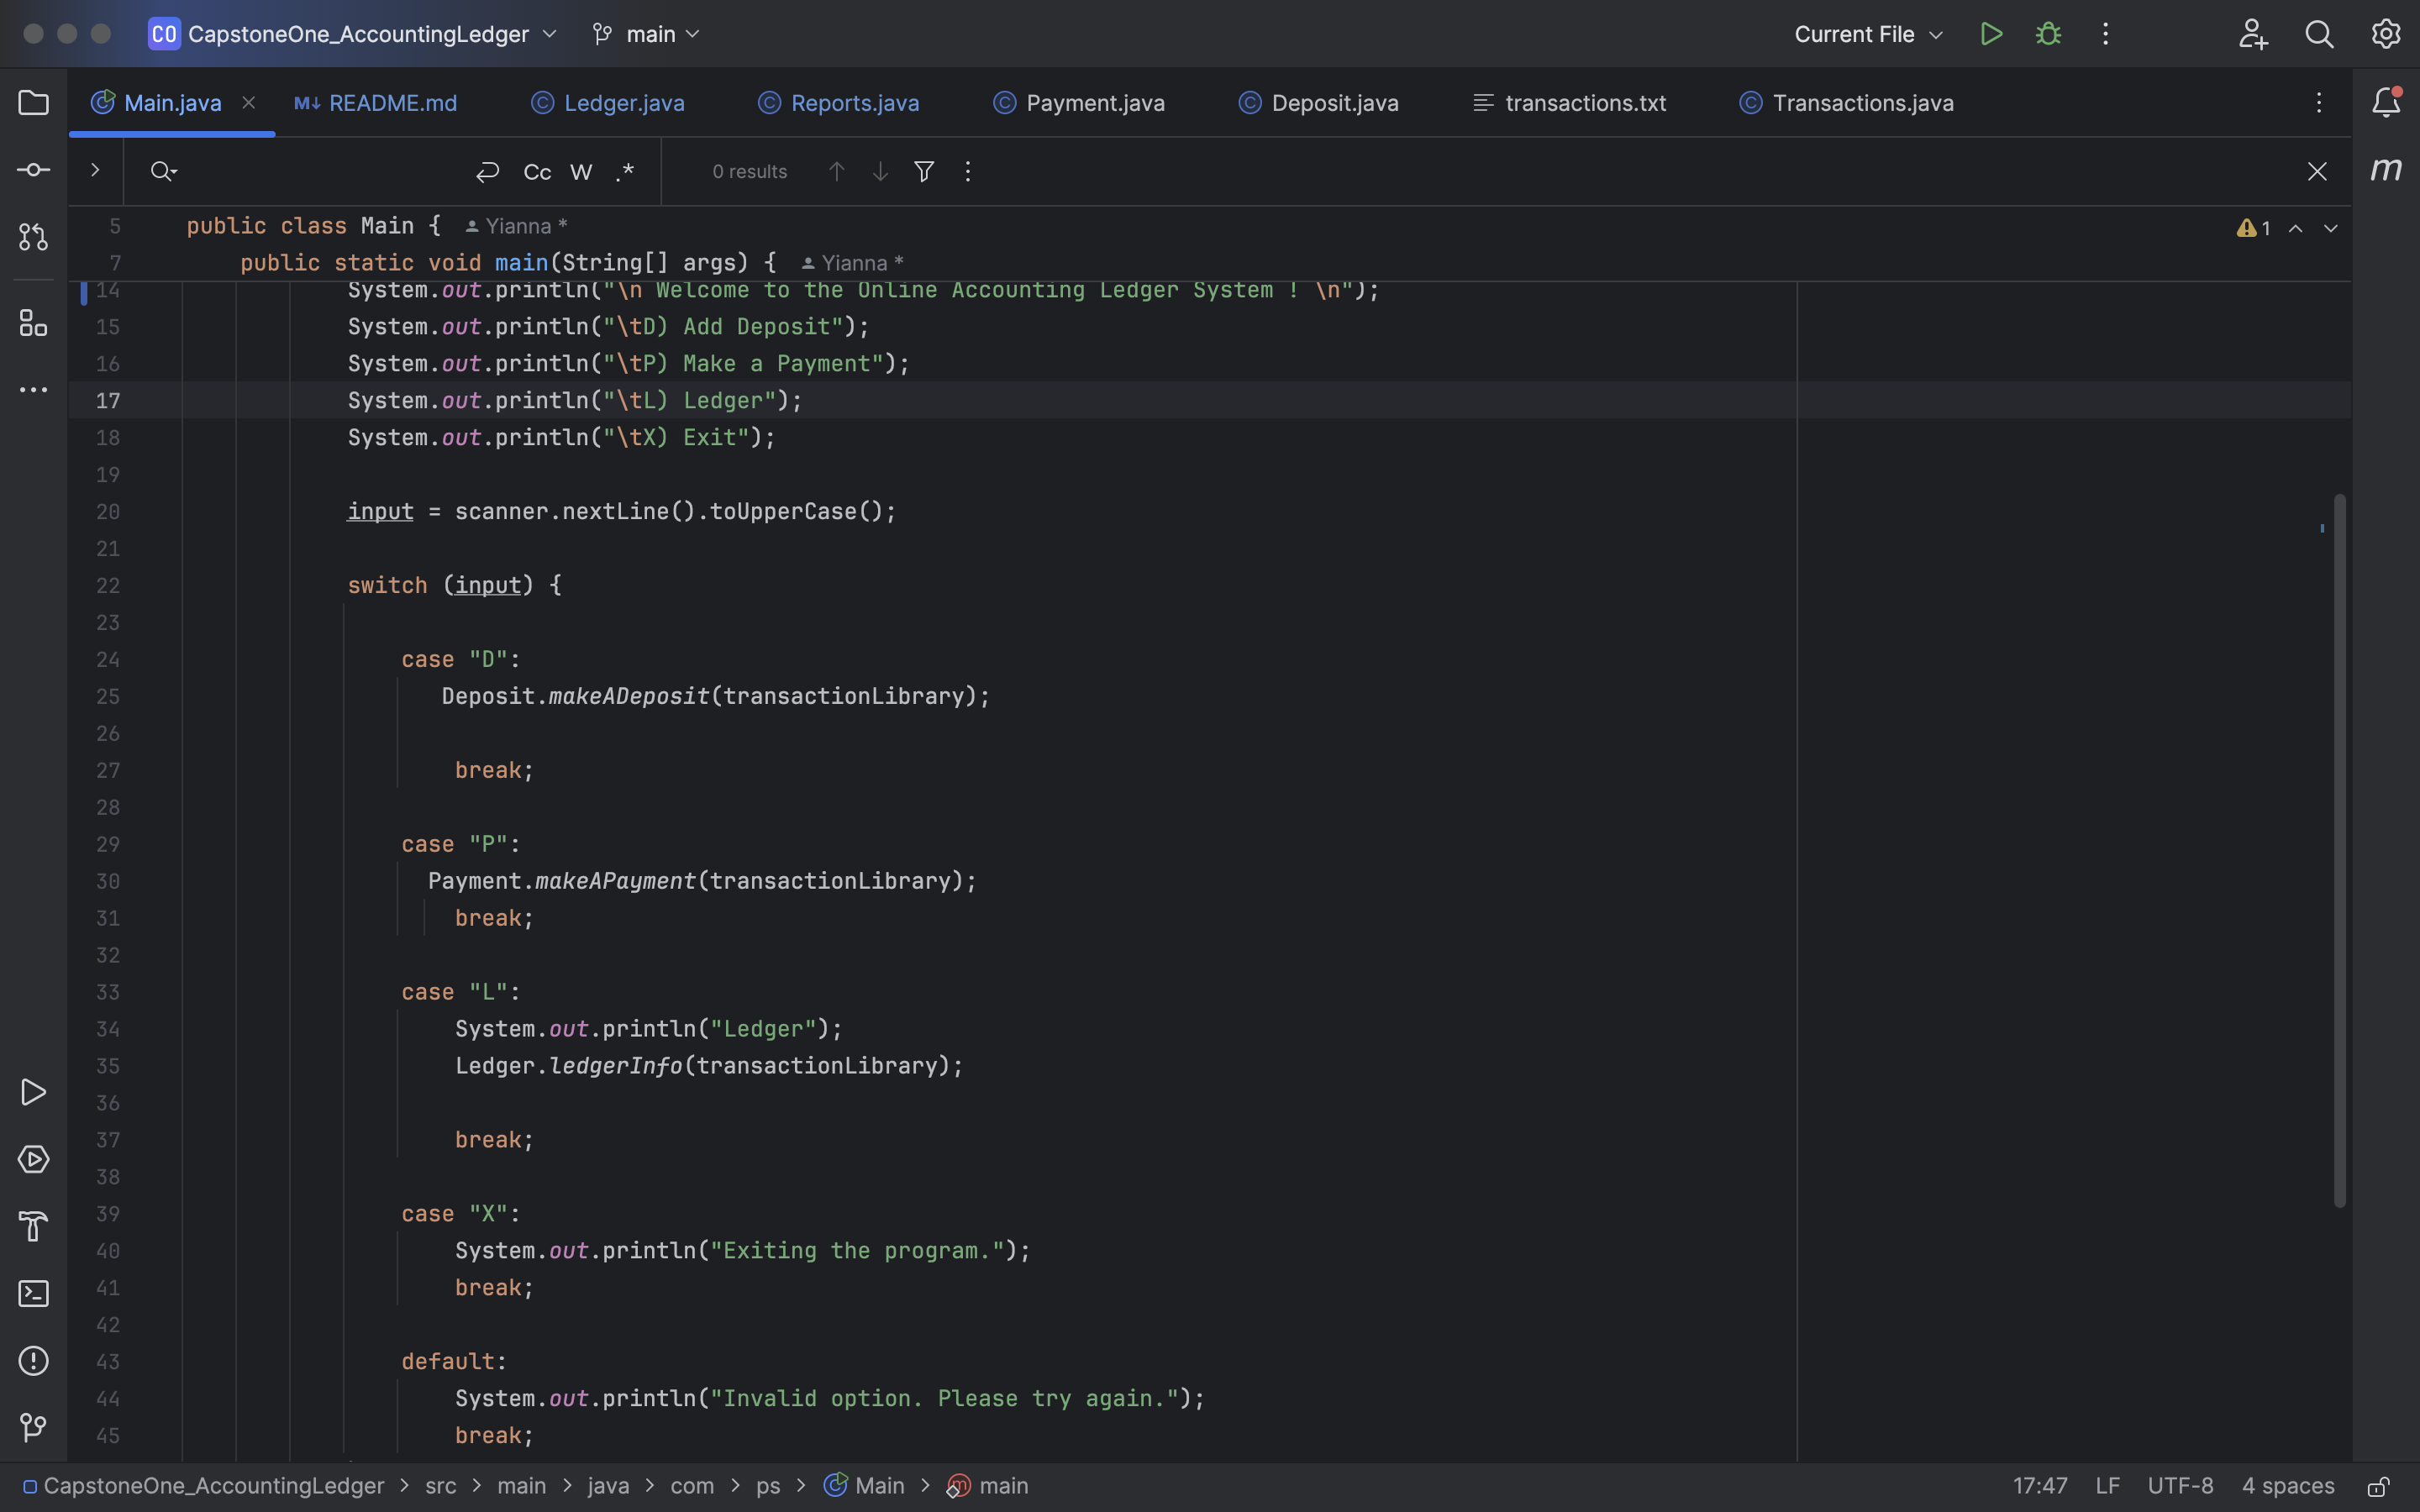 CO CapstoneOne_AccountingLedger main Current File
Main.java README.md Ledger.java Reports.java Payment.java Deposit.java transactions.txt Transactions.java
Cc W .* 0 results
5 public class Main { Yianna * 1
7 public static void main(String[] args) { Yianna *
14 System.out.println("\n Welcome to the Online Accounting Ledger System ! \n");
15 System.out.println("\tD) Add Deposit");
16 System.out.println("\tP) Make a Payment");
17 System.out.println("\tL) Ledger");
18 System.out.println("\tX) Exit");
19
20 input = scanner.nextLine().toUpperCase();
21
22 switch (input) {
23
24 case "D":
25 Deposit.makeADeposit(transactionLibrary);
26
27 break;
28
29 case "P":
30 Payment.makeAPayment(transactionLibrary);
31 break;
32
33 case "L":
34 System.out.println("Ledger");
35 Ledger.ledgerInfo(transactionLibrary);
36
37 break;
38
39 case "X":
40 System.out.println("Exiting the program.");
41 break;
42
43 default:
44 System.out.println("Invalid option. Please try again.");
45 break;
CapstoneOne_AccountingLedger > src > main > java > com > ps > Main > main 17:47 LF UTF-8 4 spaces